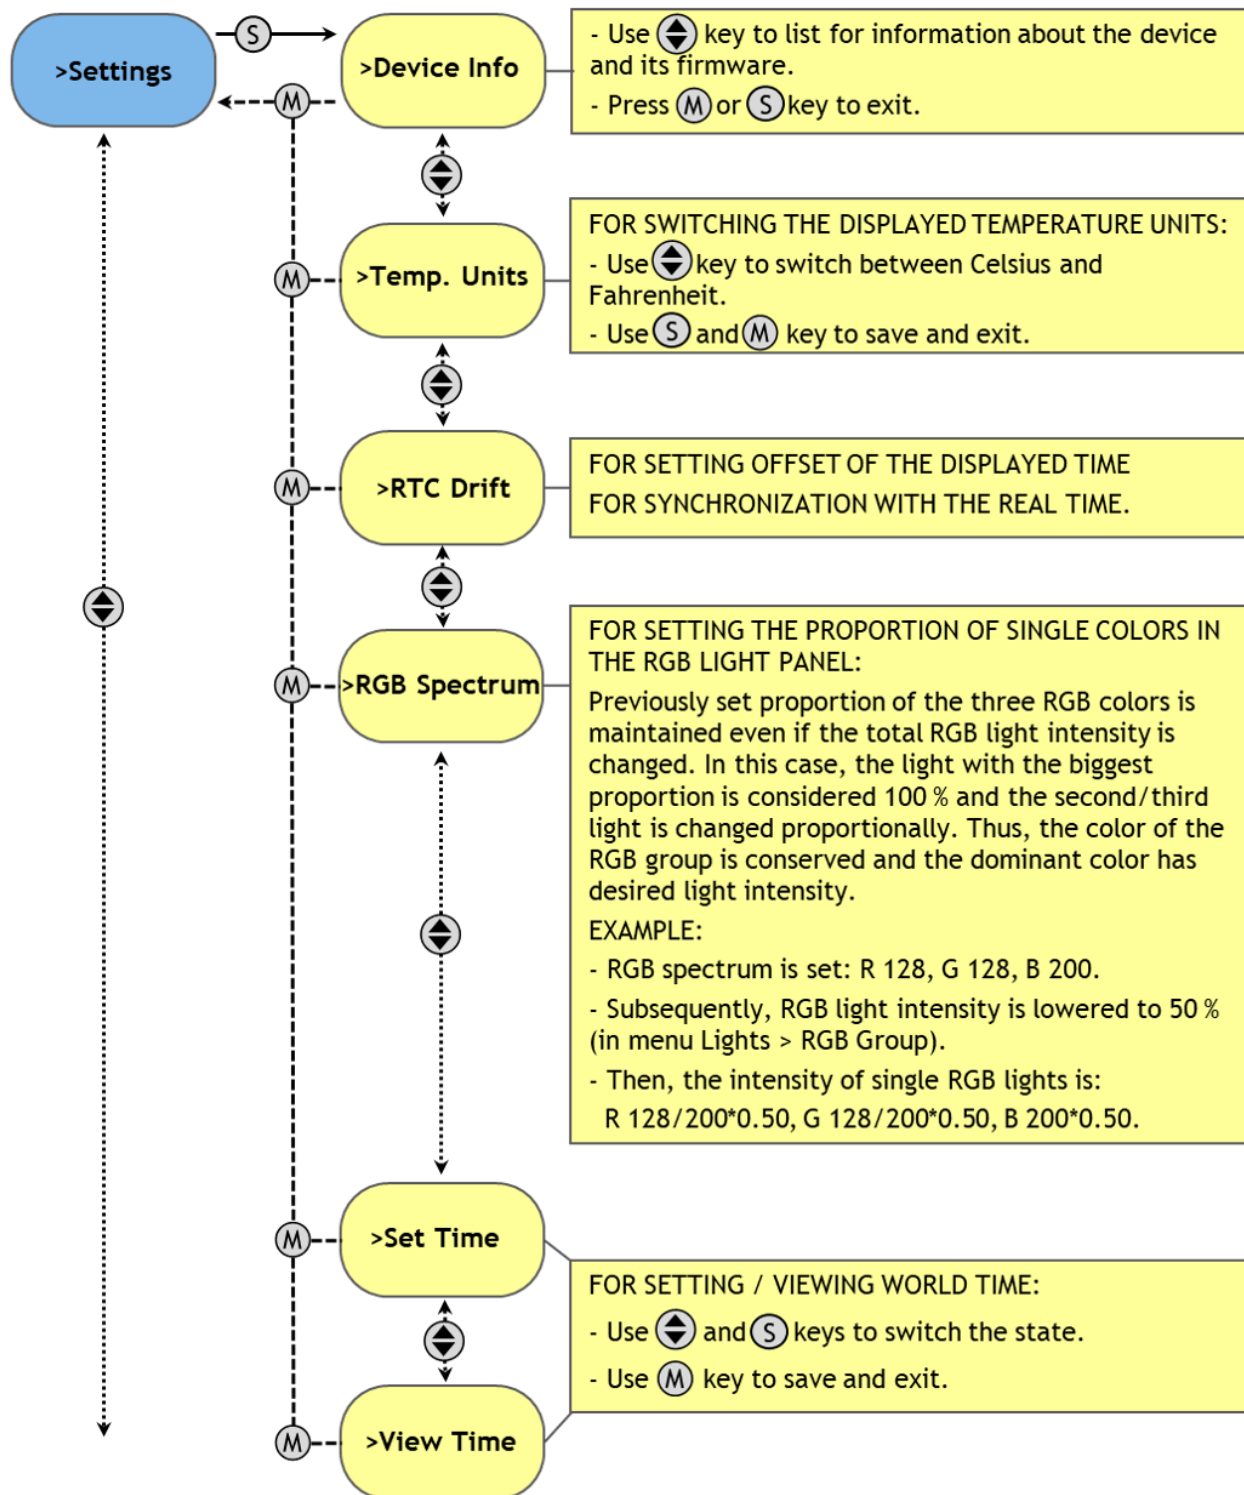 >Settings
S
>Device Info
M
- Use key to list for information about the device
and its firmware.
- Press M or S key to exit.
M
>Temp. Units
FOR SWITCHING THE DISPLAYED TEMPERATURE UNITS:
- Use key to switch between Celsius and
Fahrenheit.
- Use S and M key to save and exit.
M
>RTC Drift
FOR SETTING OFFSET OF THE DISPLAYED TIME
FOR SYNCHRONIZATION WITH THE REAL TIME.
M
>RGB Spectrum
FOR SETTING THE PROPORTION OF SINGLE COLORS IN
THE RGB LIGHT PANEL:
Previously set proportion of the three RGB colors is
maintained even if the total RGB light intensity is
changed. In this case, the light with the biggest
proportion is considered 100 % and the second/third
light is changed proportionally. Thus, the color of the
RGB group is conserved and the dominant color has
desired light intensity.
EXAMPLE:
- RGB spectrum is set: R 128, G 128, B 200.
- Subsequently, RGB light intensity is lowered to 50 %
(in menu Lights > RGB Group).
- Then, the intensity of single RGB lights is:
R 128/200*0.50, G 128/200*0.50, B 200*0.50.
M
>Set Time
FOR SETTING / VIEWING WORLD TIME:
- Use and S keys to switch the state.
- Use M key to save and exit.
M
>View Time